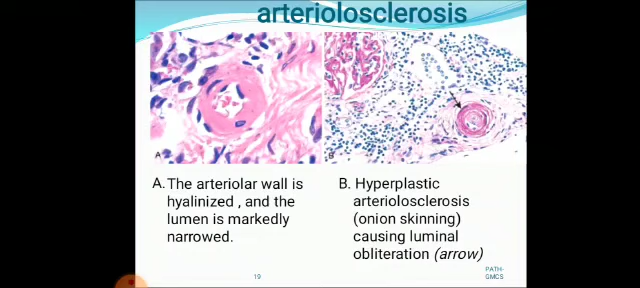 arteriolosclerosis
A
B
A. The arteriolar wall is
hyalinized , and the
lumen is markedly
narrowed.
B. Hyperplastic
arteriolosclerosis
(onion skinning)
causing luminal
obliteration (arrow)
19
PATH-
GMCS